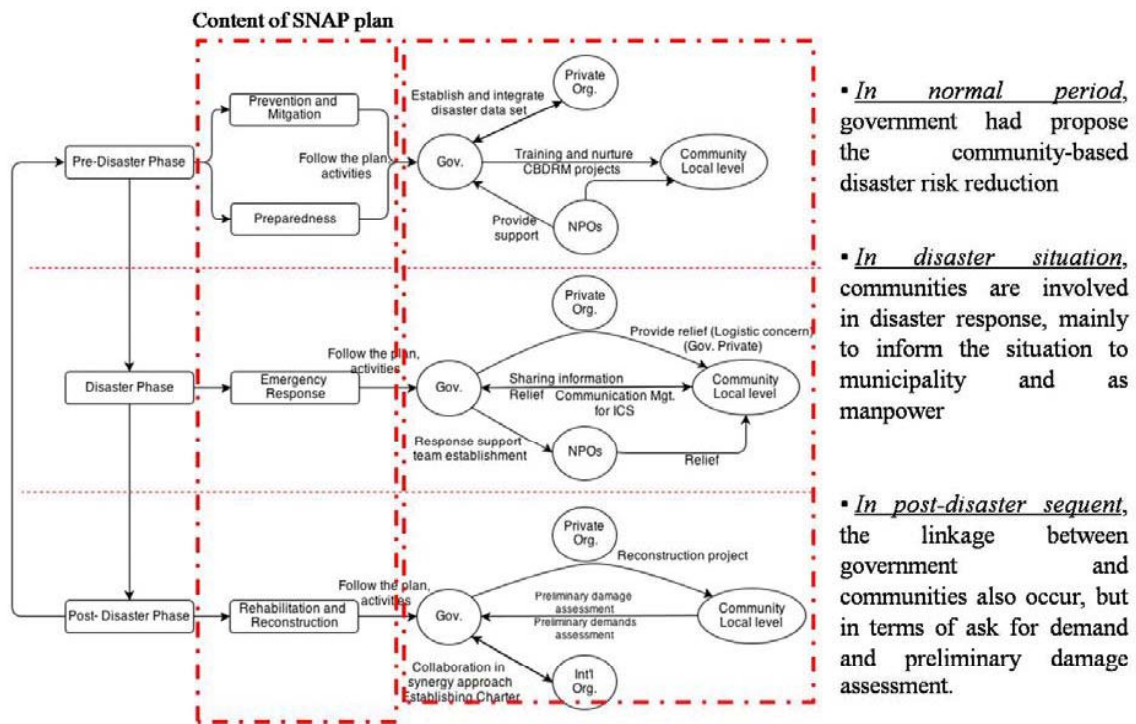 Content of SNAP plan
Pre-Disaster Phase
Prevention and
Mitgation
Preparedness
Follow the plan,
activities
Establish and integrate
disaster data set
Private
Org.
Gov.
Training and nurture
CBDRM projects
Community
Local level
Provide
support
NPOs
Disaster Phase
Emergency
Response
Follow the plan,
activities
Private
Org.
Provide relief (Logistic concern)
(Gov. Private)
Gov.
Sharing information
Relief
Communication Mgt.
for ICS
Community
Local level
Response support
team establishment
NPOs
Relief
Post- Disaster Phase
Rehabilitation and
Reconstruction
Follow the plan,
activities
Private
Org.
Reconstruction project
Gov.
Preliminary damage
assessment
Preliminary demands
assessment
Community
Local level
Collaboration in
synergy approach
Establishing Charter
Int'l
Org.
▪ In normal period,
government had propose
the community-based
disaster risk reduction
▪ In disaster situation,
communities are involved
in disaster response, mainly
to inform the situation to
municipality and as
manpower
▪ In post-disaster sequent,
the linkage between
government and
communities also occur, but
in terms of ask for demand
and preliminary damage
assessment.